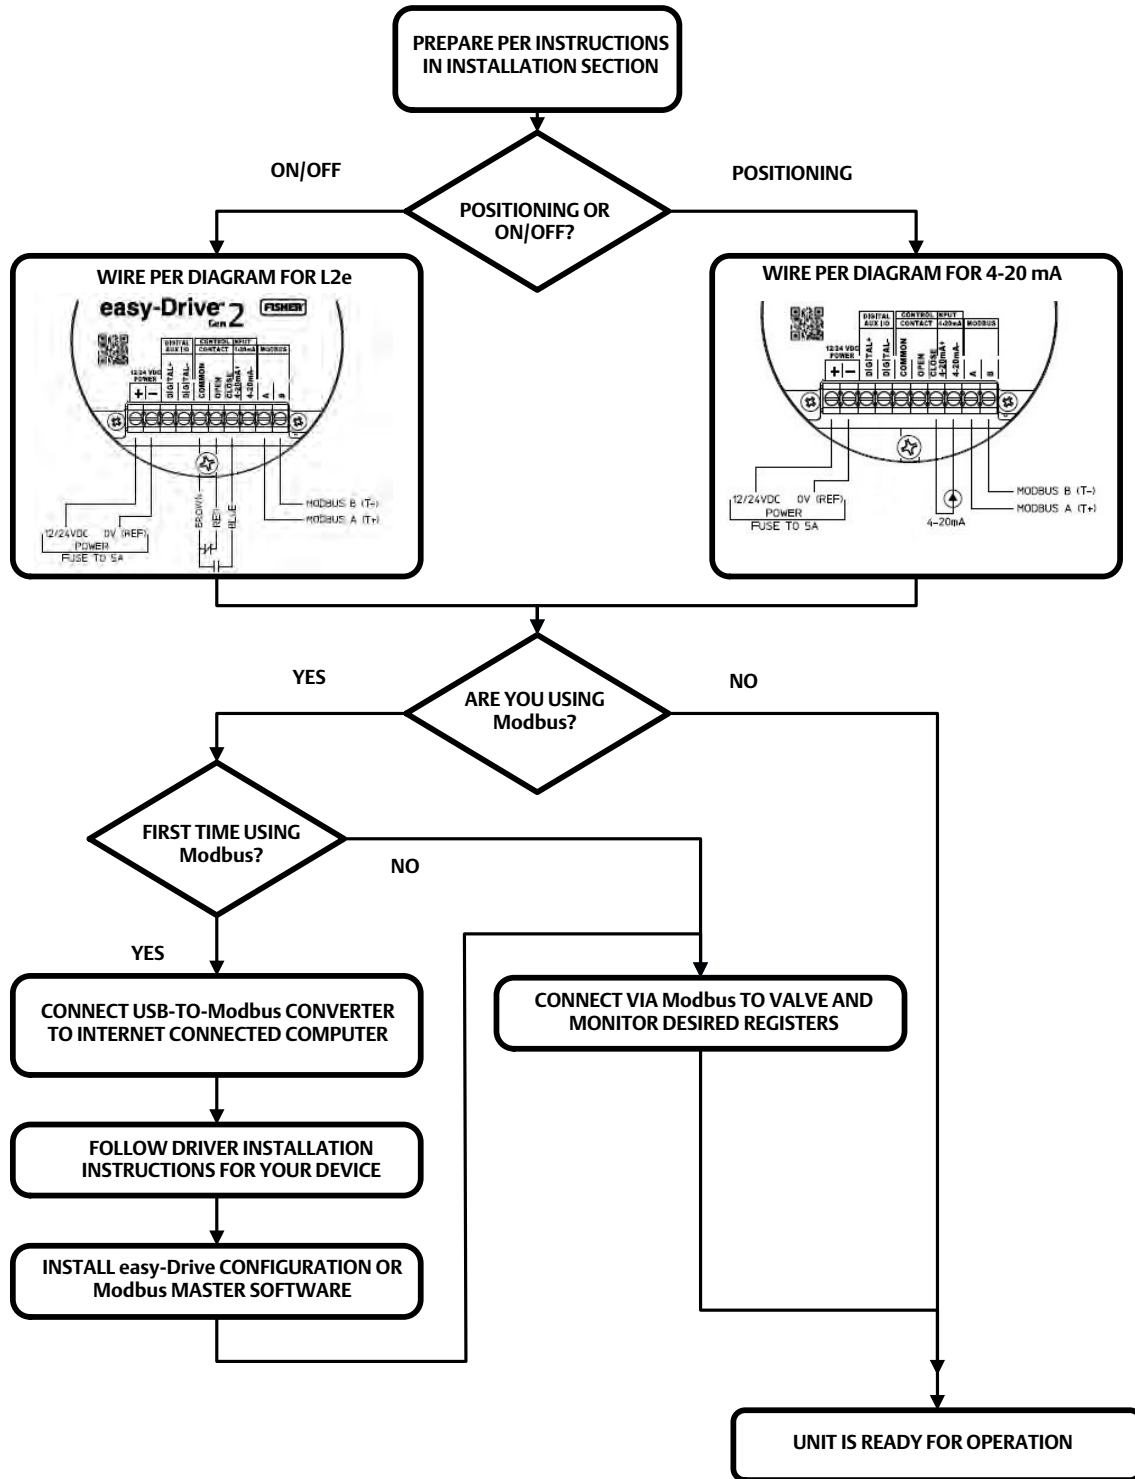 PREPARE PER INSTRUCTIONS
IN INSTALLATION SECTION
ON/OFF
POSITIONING
POSITIONING OR
ON/OFF?
WIRE PER DIAGRAM FOR L2e
easy-Drive™
Gen 2
FISHER
DIGITAL
AUX I/O
CONTROL INPUT
CONTACT
4-20mA
MODBUS
12/24 VDC
POWER
+
-
DIGITAL+
DIGITAL-
COMMON
OPEN
CLOSE
4-20mA+
4-20mA-
A
B
BROWN
RED
BLUE
MODBUS B (T-)
MODBUS A (T+)
12/24VDC
0V (REF)
POWER
FUSE TO 5A
WIRE PER DIAGRAM FOR 4-20 mA
DIGITAL
AUX I/O
CONTROL INPUT
CONTACT
4-20mA
MODBUS
12/24 VDC
POWER
+
-
DIGITAL+
DIGITAL-
COMMON
OPEN
CLOSE
4-20mA+
4-20mA-
A
B
MODBUS B (T-)
MODBUS A (T+)
12/24VDC
0V (REF)
POWER
FUSE TO 5A
4-20mA
YES
NO
ARE YOU USING
Modbus?
FIRST TIME USING
Modbus?
NO
YES
CONNECT USB-TO-Modbus CONVERTER
TO INTERNET CONNECTED COMPUTER
CONNECT VIA Modbus TO VALVE AND
MONITOR DESIRED REGISTERS
FOLLOW DRIVER INSTALLATION
INSTRUCTIONS FOR YOUR DEVICE
INSTALL easy-Drive CONFIGURATION OR
Modbus MASTER SOFTWARE
UNIT IS READY FOR OPERATION